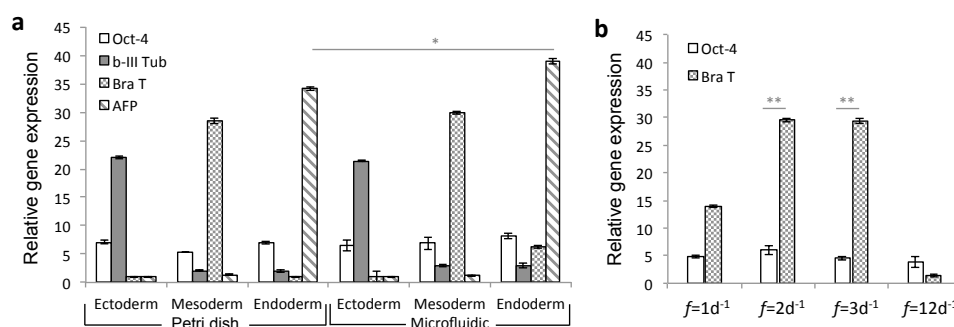 a
Oct-4
b-III Tub
Bra T
AFP
*
Relative gene expression
45
40
35
30
25
20
15
10
5
0
Ectoderm Mesoderm Endoderm Ectoderm Mesoderm Endoderm
Petri dish Microfluidic
b
Oct-4
Bra T
** **
Relative gene expression
45
40
35
30
25
20
15
10
5
0
f=1d-1 f=2d-1 f=3d-1 f=12d-1